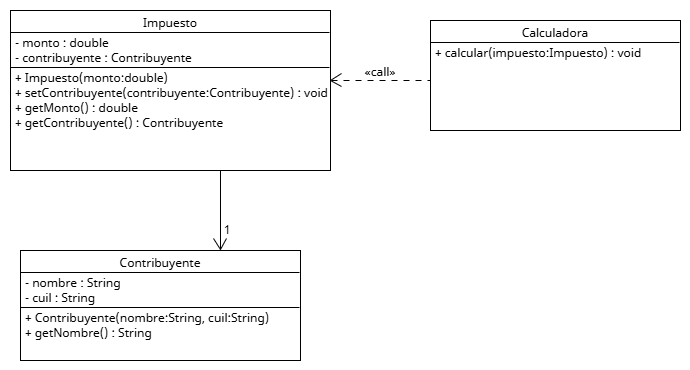 Impuesto
- monto : double
- contribuyente : Contribuyente
+ Impuesto(monto:double)
+ setContribuyente(contribuyente:Contribuyente) : void
+ getMonto() : double
+ getContribuyente() : Contribuyente
Calculadora
+ calcular(impuesto:Impuesto) : void
«call»
1
Contribuyente
- nombre : String
- cuil : String
+ Contribuyente(nombre:String, cuil:String)
+ getNombre() : String